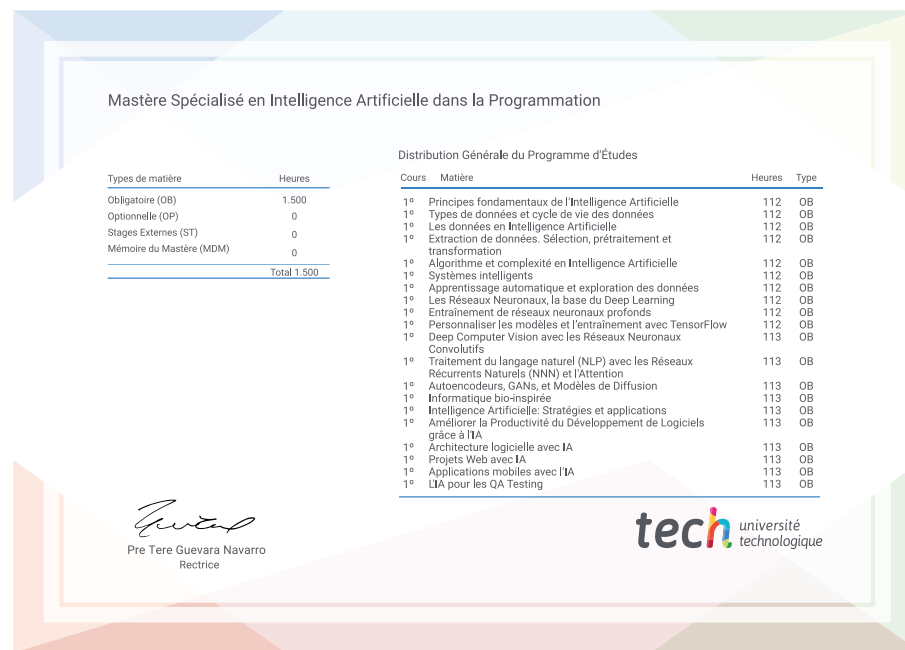 Mastère Spécialisé en Intelligence Artificielle dans la Programmation
Types de matière Heures
Obligatoire (OB) 1.500
Optionnelle (OP) 0
Stages Externes (ST) 0
Mémoire du Mastère (MDM) 0
Total 1.500
Distribution Générale du Programme d'Études
Cours Matière Heures Type
1º Principes fondamentaux de l'Intelligence Artificielle 112 OB
1º Types de données et cycle de vie des données 112 OB
1º Les données en Intelligence Artificielle 112 OB
1º Extraction de données. Sélection, prétraitement et 112 OB
transformation
1º Algorithme et complexité en Intelligence Artificielle 112 OB
1º Systèmes intelligents 112 OB
1º Apprentissage automatique et exploration des données 112 OB
1º Les Réseaux Neuronaux, la base du Deep Learning 112 OB
1º Entraînement de réseaux neuronaux profonds 112 OB
1º Personnaliser les modèles et l'entraînement avec TensorFlow 112 OB
1º Deep Computer Vision avec les Réseaux Neuronaux 113 OB
Convolutifs
1º Traitement du langage naturel (NLP) avec les Réseaux 113 OB
Récurrents Naturels (NNN) et l'Attention
1º Autoencodeurs, GANs, et Modèles de Diffusion 113 OB
1º Informatique bio-inspirée 113 OB
1º Intelligence Artificielle: Stratégies et applications 113 OB
1º Améliorer la Productivité du Développement de Logiciels 113 OB
grâce à l'IA
1º Architecture logicielle avec IA 113 OB
1º Projets Web avec IA 113 OB
1º Applications mobiles avec l'IA 113 OB
1º L'IA pour les QA Testing 113 OB
Pre Tere Guevara Navarro
Rectrice
tech université
technologique